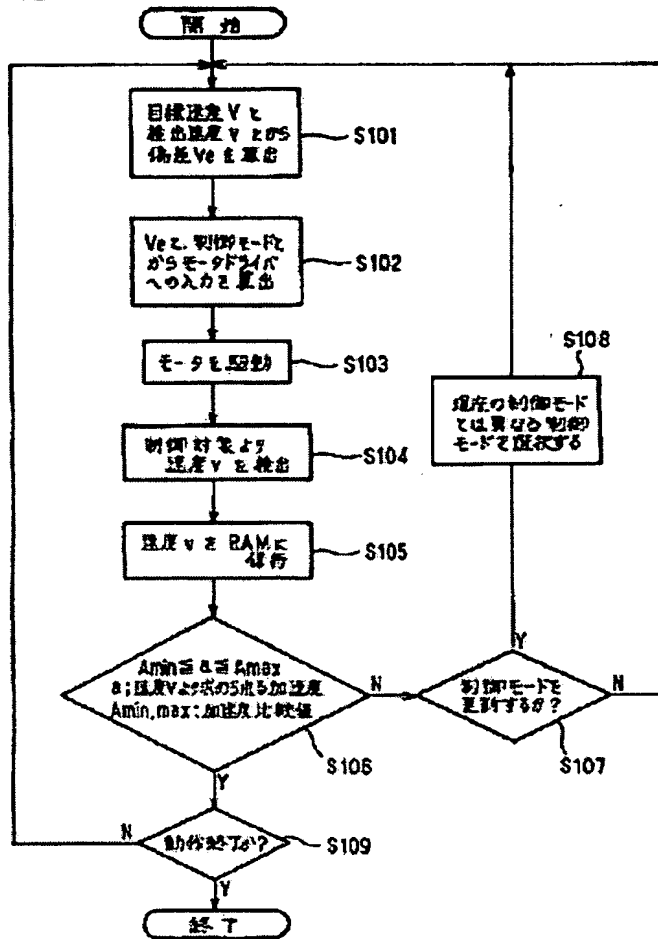 開始
目標速度Vと
検出速度vとから
偏差Veを算出
S101
Veと、制御モードと
からモータドライバ
への入力を算出
S102
モータを駆動
S103
制御対象より
速度vを検出
S104
速度vをRAMに
保存
S105
Amin≦a≦Amax
a;速度vより求められる加速度
Amin,max;加速度比較値
S106
Y
N
制御モードを
更新するか?
S107
Y
N
現在の制御モード
とは異なる制御
モードを選択する
S108
動作終了か?
S109
N
Y
終了